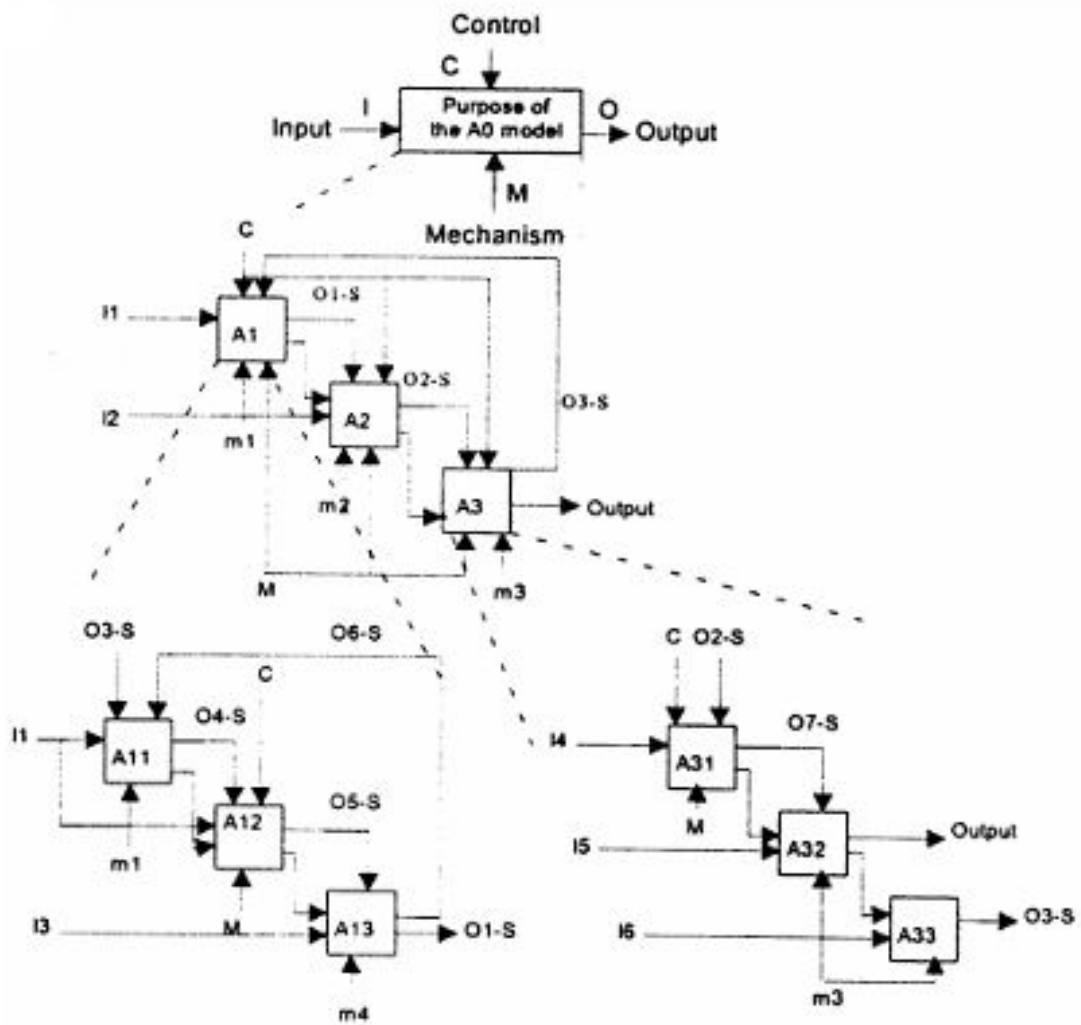 Control
C
I
Purpose of
the A0 model
O
Input
Output
M
Mechanism
C
O1-S
I1
A1
O2-S
O3-S
I2
A2
m1
m2
A3
Output
M
m3
O3-S
O6-S
C
C
O2-S
I1
O4-S
I4
O7-S
A11
A31
O5-S
A12
M
Output
m1
I5
A32
I3
M
A13
O1-S
I6
A33
O3-S
m4
m3